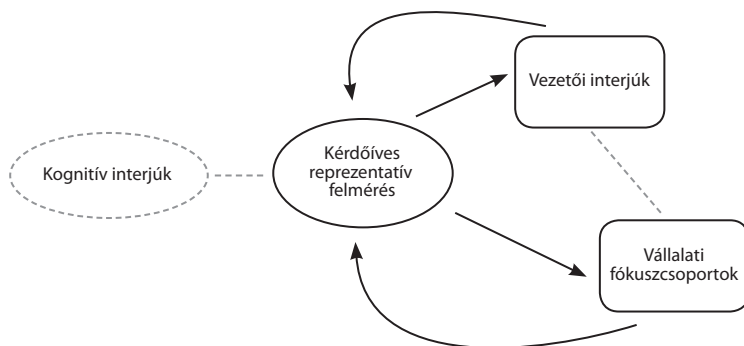 Vezetői interjúk
Kognitív interjúk
Kérdőíves
reprezentatív
felmérés
Vállalati
fókuszcsoportok